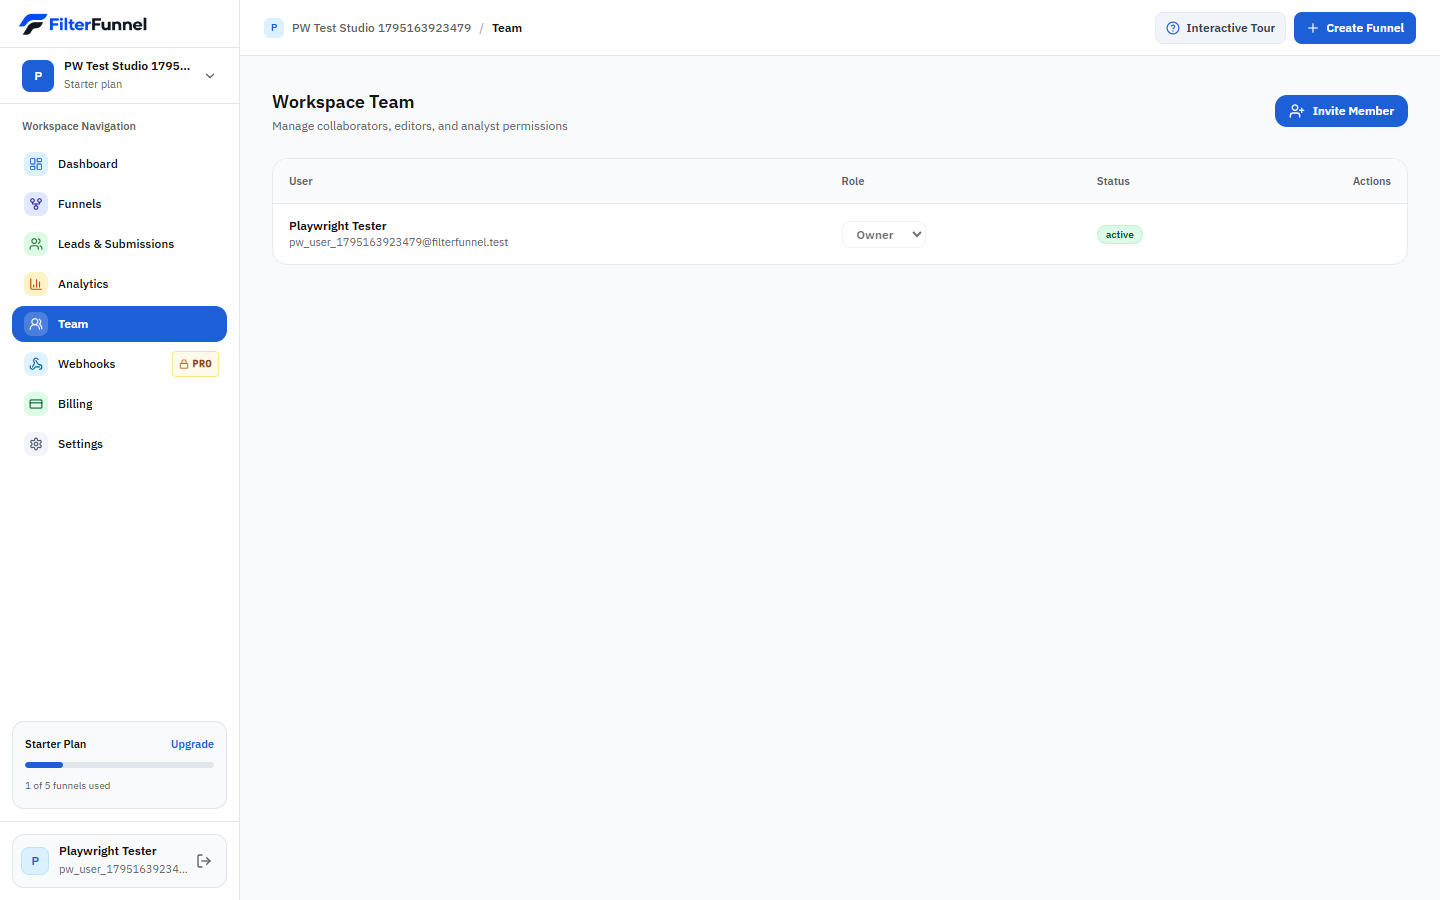 FilterFunnel
P
PW Test Studio 1795...
Starter plan
Workspace Navigation
Dashboard
Funnels
Leads & Submissions
Analytics
Team
Webhooks
PRO
Billing
Settings
Starter Plan
Upgrade
1 of 5 funnels used
P
Playwright Tester
pw_user_17951639234...
P
PW Test Studio 1795163923479 / Team
Interactive Tour
Create Funnel
Workspace Team
Manage collaborators, editors, and analyst permissions
Invite Member
User Role Status Actions
Playwright Tester
pw_user_1795163923479@filterfunnel.test
Owner
active